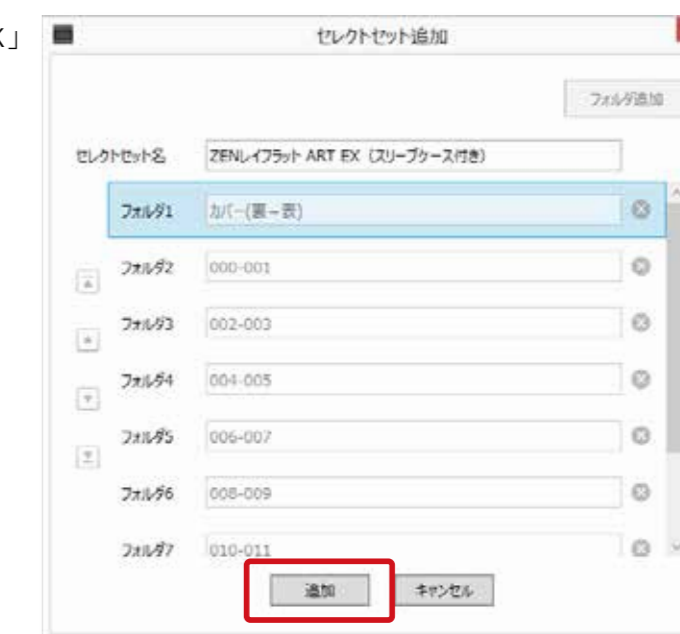 X」
セレクトセット追加
フォルダ追加
セレクトセット名 ZENレイフラット ART EX (スリーブケース付き)
フォルダ1 カバー(裏－表)
フォルダ2 000-001
フォルダ3 002-003
フォルダ4 004-005
フォルダ5 006-007
フォルダ6 008-009
フォルダ7 010-011
追加 キャンセル